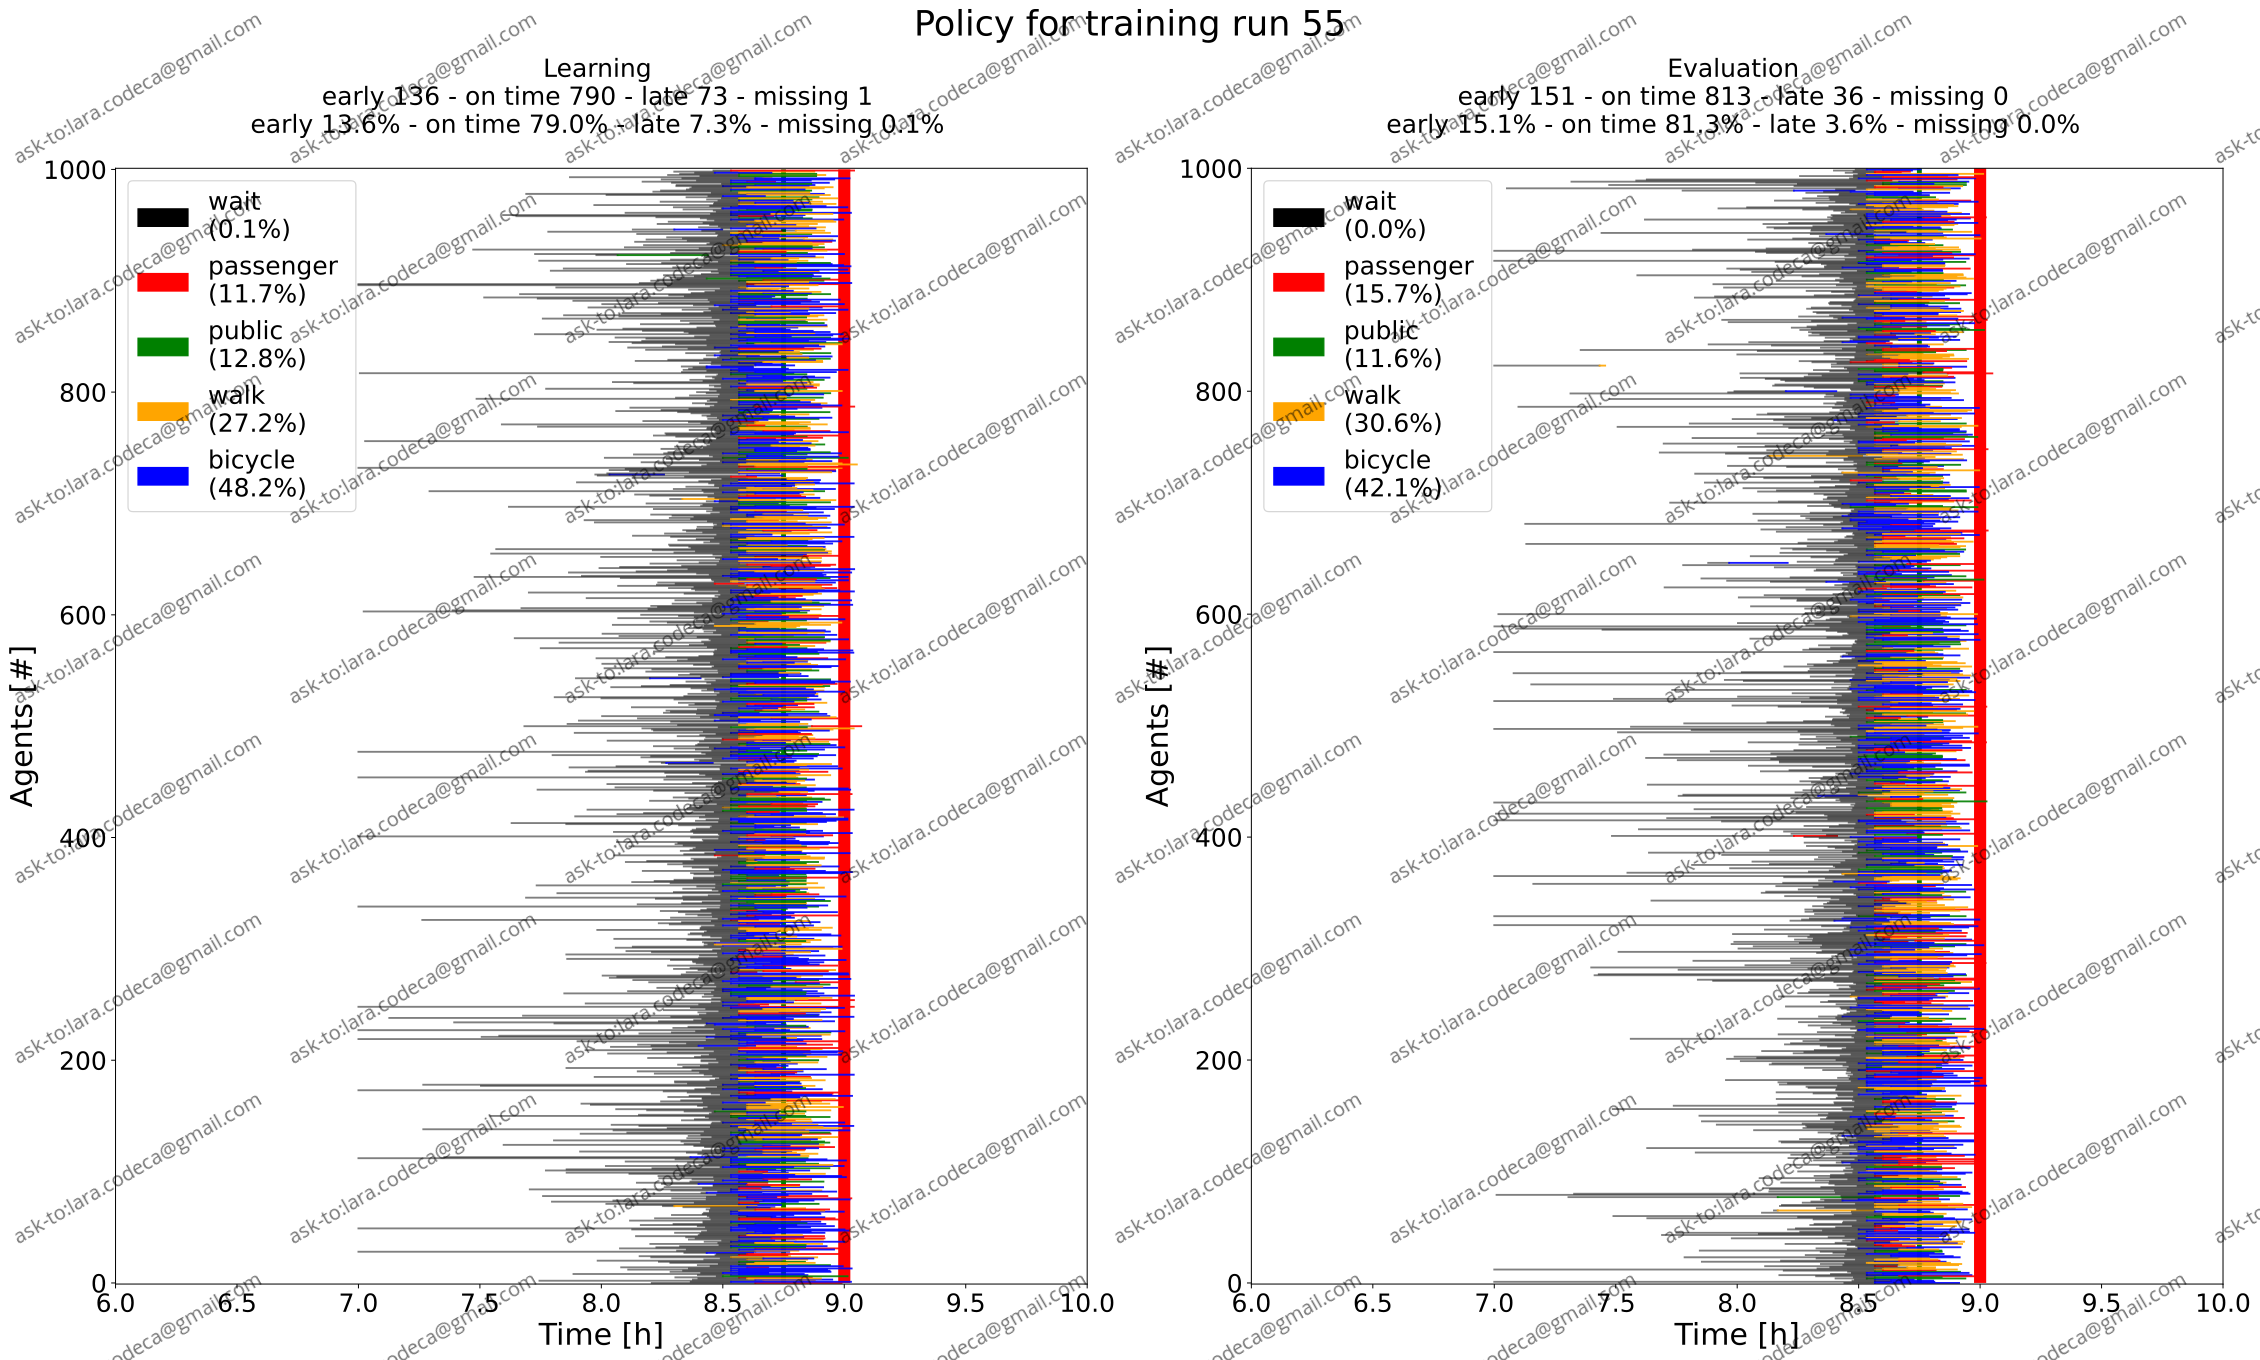 Policy for training run 55
Learning
early 136 - on time 790 - late 73 - missing 1
early 13.6% - on time 79.0% - late 7.3% - missing 0.1%
1000
800
600
400
200
0
Agents [#]
wait
(0.1%)
passenger
(11.7%)
public
(12.8%)
walk
(27.2%)
bicycle
(48.2%)
6.0 6.5 7.0 7.5 8.0 8.5 9.0 9.5 10.0
Time [h]
Evaluation
early 151 - on time 813 - late 36 - missing 0
early 15.1% - on time 81.3% - late 3.6% - missing 0.0%
1000
800
600
400
200
0
Agents [#]
wait
(0.0%)
passenger
(15.7%)
public
(11.6%)
walk
(30.6%)
bicycle
(42.1%)
6.0 6.5 7.0 7.5 8.0 8.5 9.0 9.5 10.0
Time [h]
ask-to:lara.codeca@gmail.com